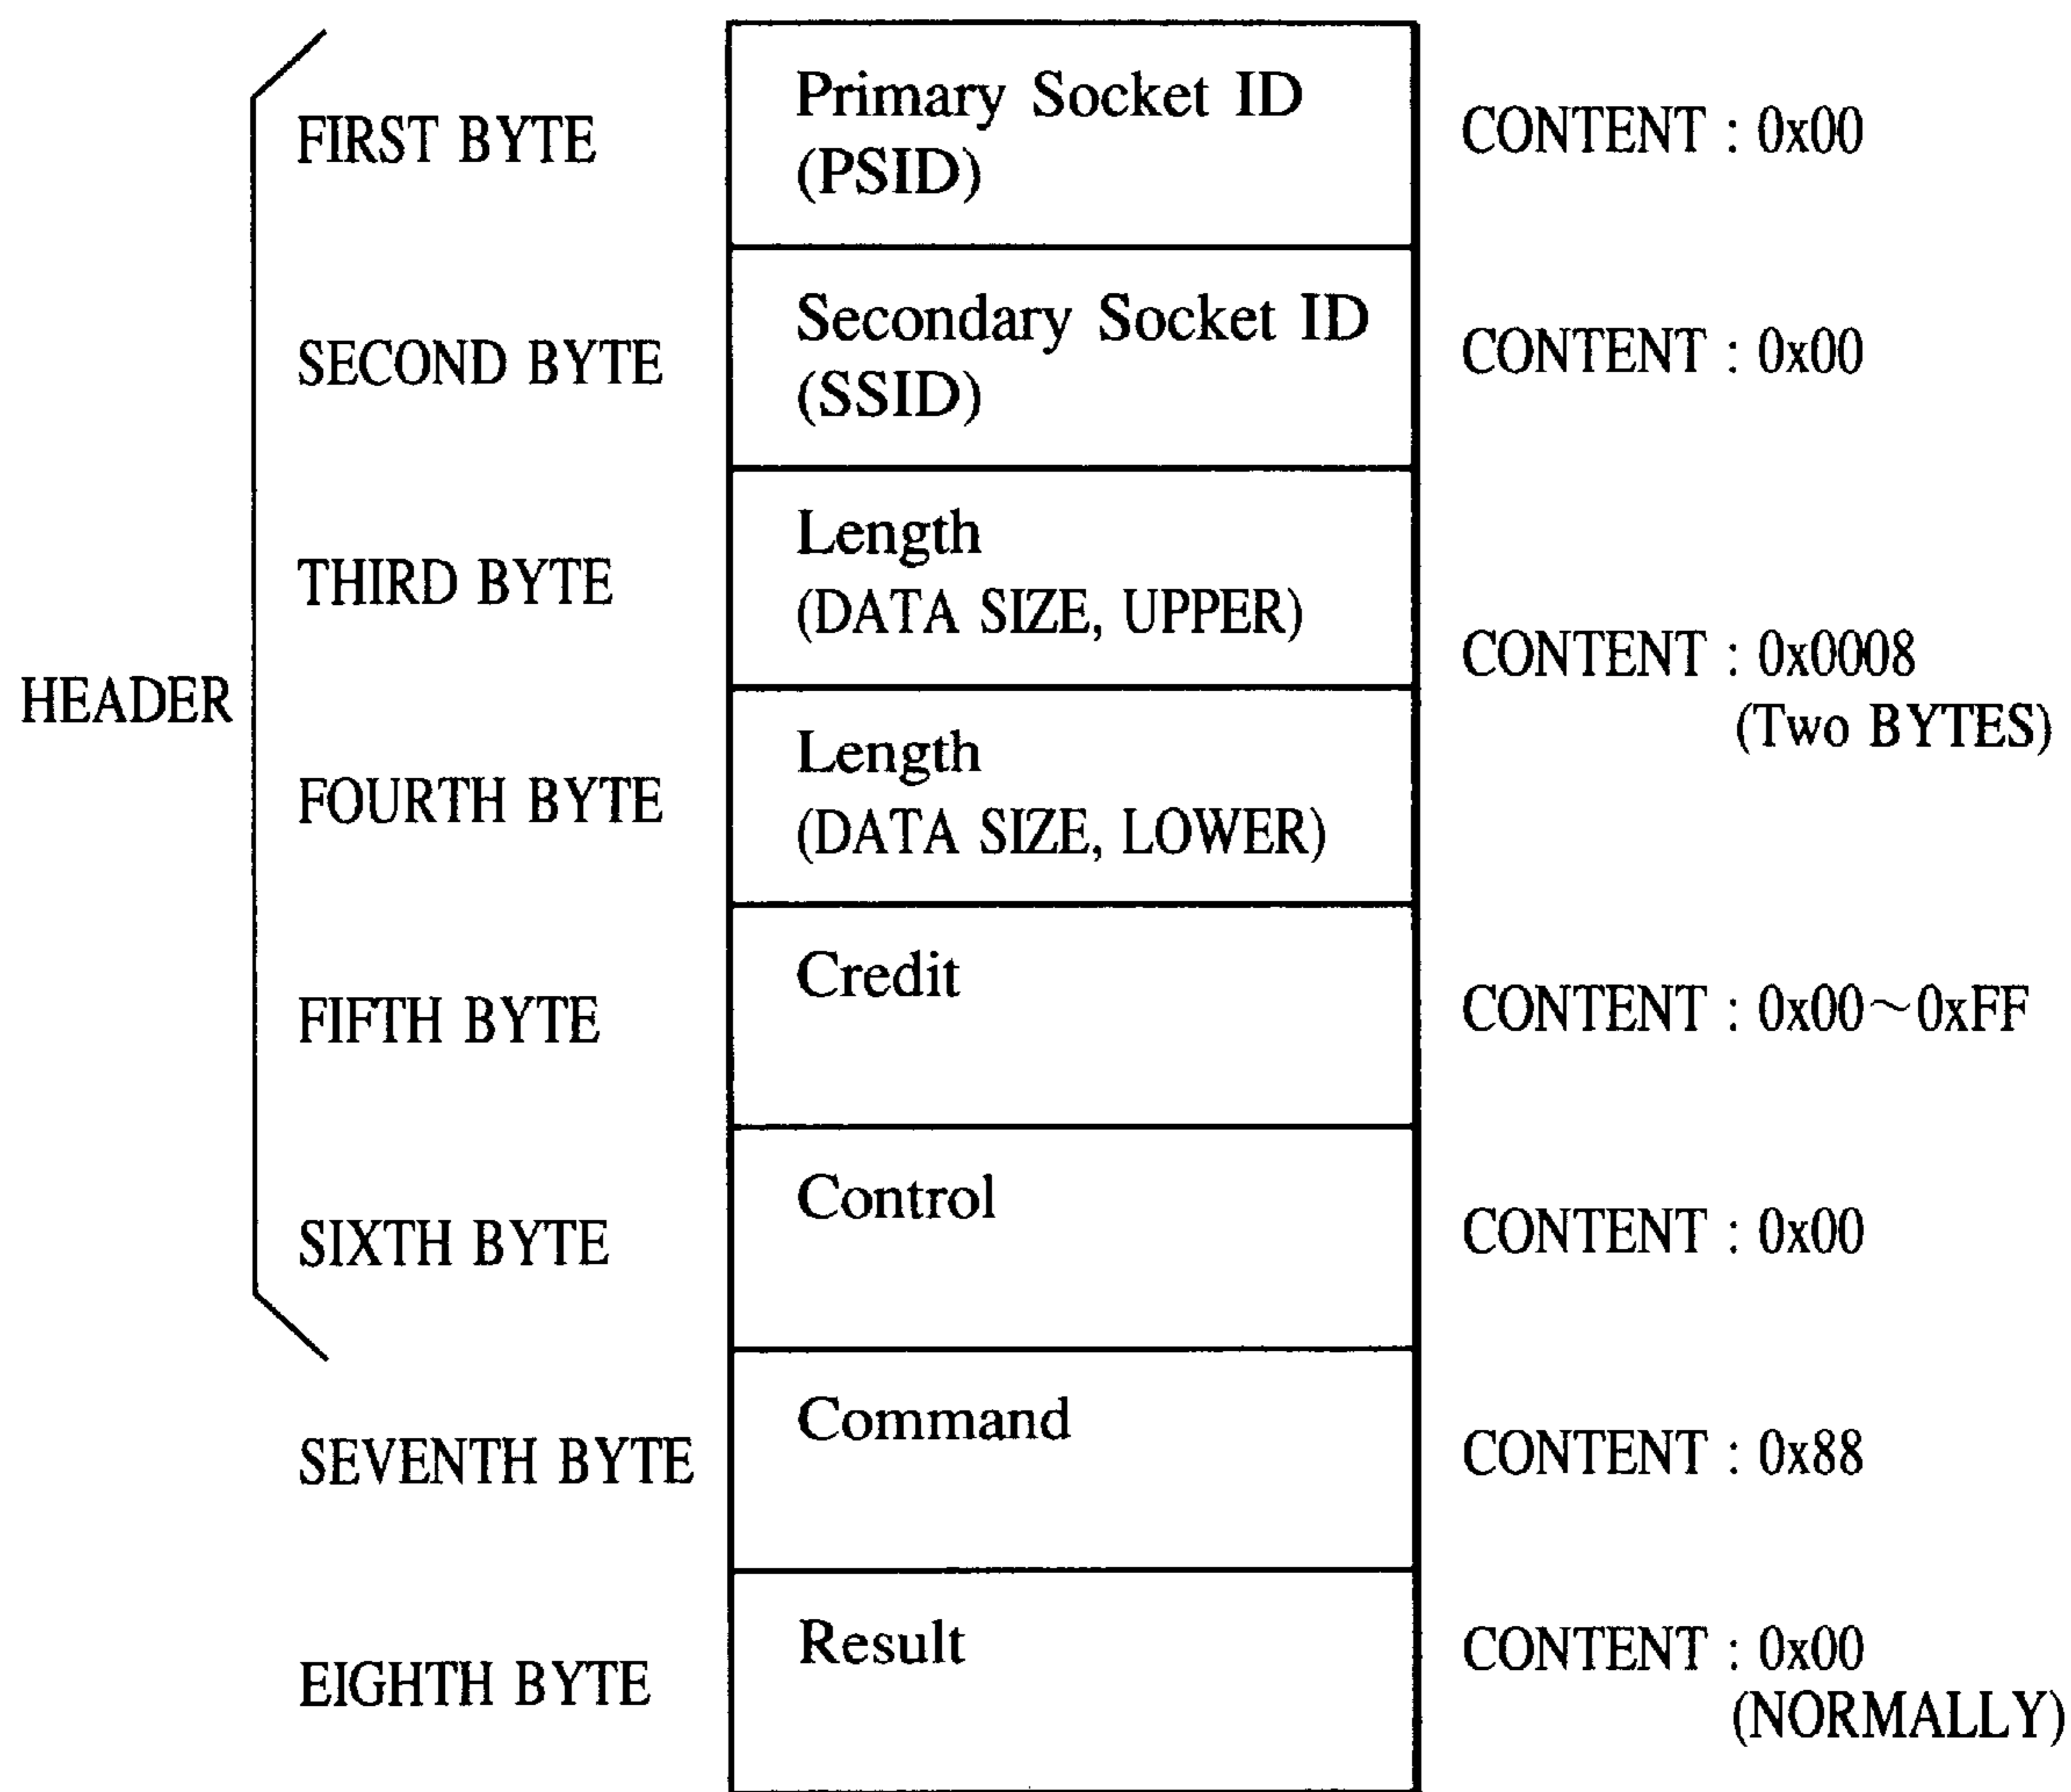 HEADER
FIRST BYTE
Primary Socket ID
(PSID)
CONTENT : 0x00
SECOND BYTE
Secondary Socket ID
(SSID)
CONTENT : 0x00
THIRD BYTE
Length
(DATA SIZE, UPPER)
CONTENT : 0x0008
(Two BYTES)
FOURTH BYTE
Length
(DATA SIZE, LOWER)
FIFTH BYTE
Credit
CONTENT : 0x00~0xFF
SIXTH BYTE
Control
CONTENT : 0x00
SEVENTH BYTE
Command
CONTENT : 0x88
EIGHTH BYTE
Result
CONTENT : 0x00
(NORMALLY)